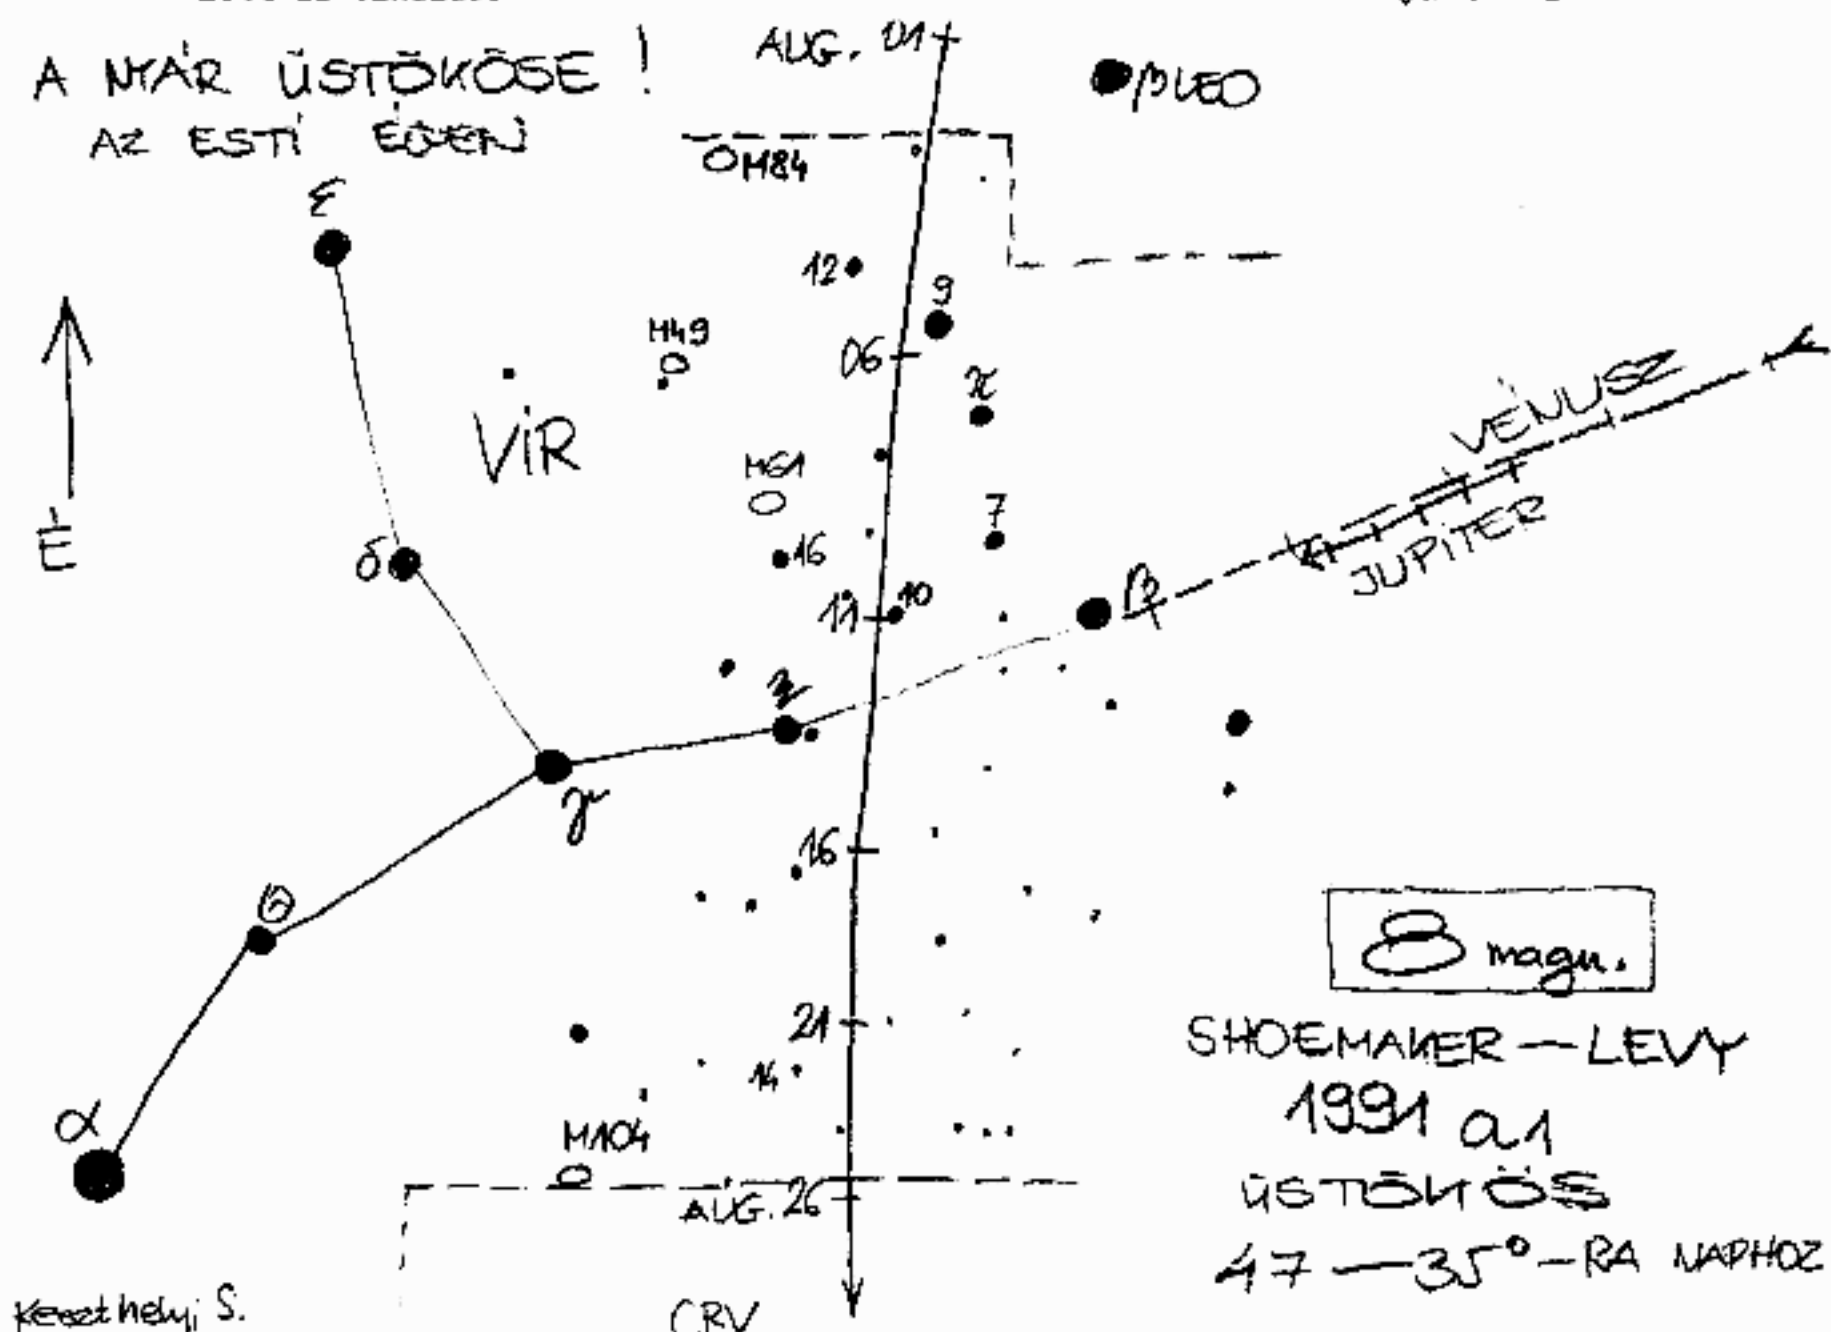 A NYÁR ÜSTÖKÖSE !
AZ ESTI ÉGEN
AUG. 01
β LEO
M84
ε
12
9
M49
06
π
VIR
VÉNUSZ
M61
7
É
JUPITER
δ
16
11
10
β
η
γ
16
θ
8 magn.
21
SHOEMAKER — LEVY
14
1991 a1
α
M104
ÜSTÖKÖS
AUG. 26
47 — 35° - RA NAPHOZ
Keszthelyi S.
CRV